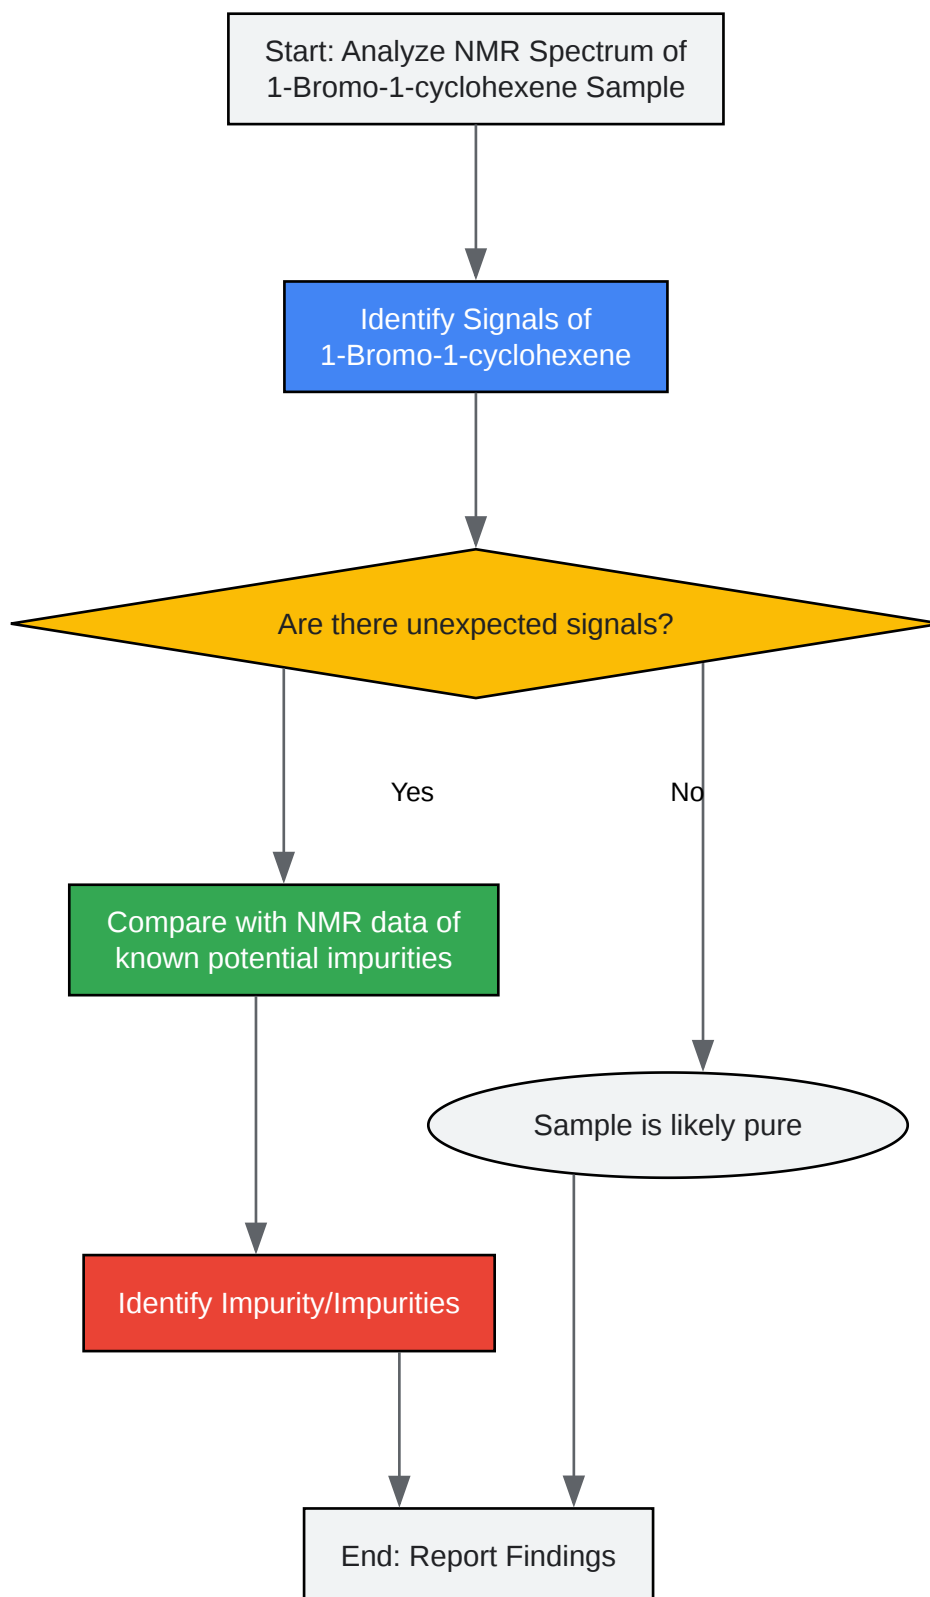 Start: Analyze NMR Spectrum of
1-Bromo-1-cyclohexene Sample
Identify Signals of
1-Bromo-1-cyclohexene
Are there unexpected signals?
Yes
No
Compare with NMR data of
known potential impurities
Sample is likely pure
Identify Impurity/Impurities
End: Report Findings